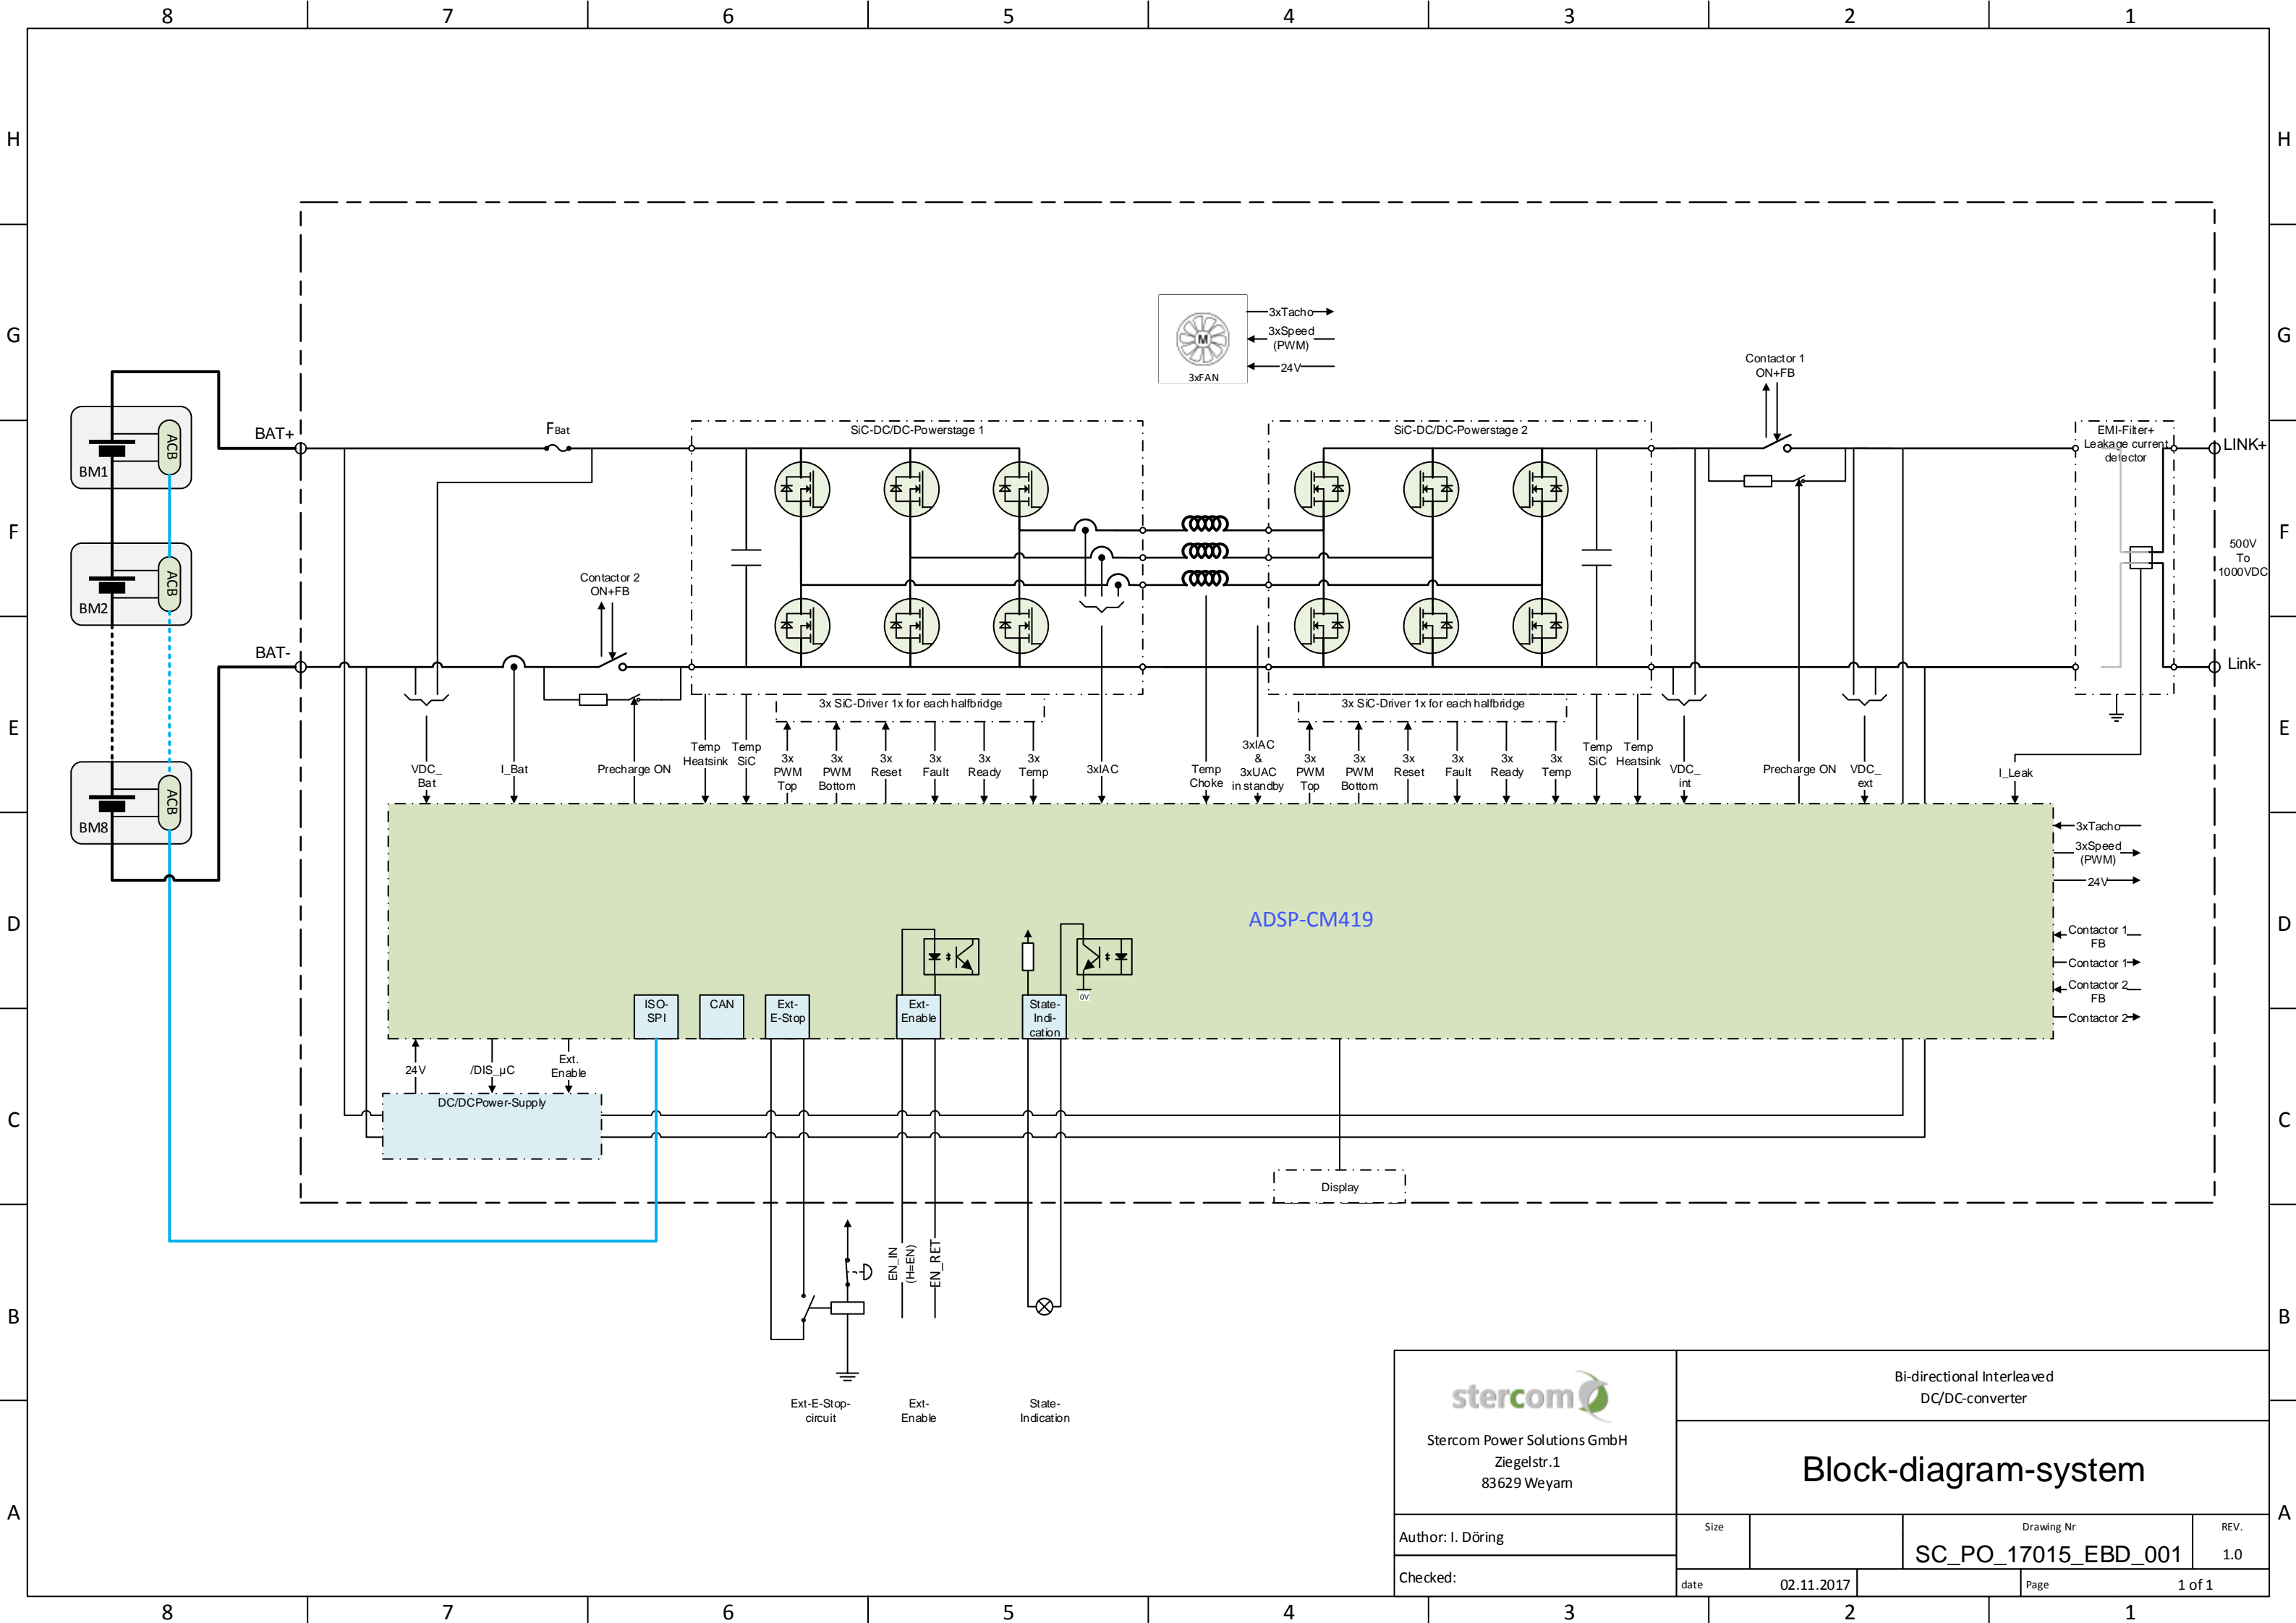 8 7 6 5 4 3 2 1
H H
G G
F F
E E
D D
C C
B B
A A
M
3xFAN
3xTacho
3xSpeed
(PWM)
24V
Contactor 1
ON+FB
BM1
ACB
BM2
ACB
BM8
ACB
BAT+
BAT-
FBat
SiC-DC/DC-Powerstage 1
SiC-DC/DC-Powerstage 2
EMI-Filter+
Leakage current
detector
LINK+
500V
To
1000VDC
Link-
Contactor 2
ON+FB
3x SiC-Driver 1x for each halfbridge
3x SiC-Driver 1x for each halfbridge
VDC_
Bat
I_Bat
Precharge ON
Temp
Heatsink
Temp
SiC
3x
PWM
Top
3x
PWM
Bottom
3x
Reset
3x
Fault
3x
Ready
3x
Temp
3xIAC
Temp
Choke
3xIAC
&
3xUAC
in standby
3x
PWM
Top
3x
PWM
Bottom
3x
Reset
3x
Fault
3x
Ready
3x
Temp
Temp
SiC
Temp
Heatsink
VDC_
int
Precharge ON
VDC_
ext
I_Leak
ADSP-CM419
3xTacho
3xSpeed
(PWM)
24V
Contactor 1
FB
Contactor 1
Contactor 2
FB
Contactor 2
ISO-
SPI
CAN
Ext-
E-Stop
Ext-
Enable
State-
Indi-
cation
0V
24V
/DIS_µC
Ext.
Enable
DC/DCPower-Supply
Display
EN_IN
(H=EN)
EN_RET
Ext-E-Stop-
circuit
Ext-
Enable
State-
Indication
stercom
Stercom Power Solutions GmbH
Ziegelstr.1
83629 Weyarn
Author: I. Döring
Checked:
Bi-directional Interleaved
DC/DC-converter
Block-diagram-system
Size
Drawing Nr
SC_PO_17015_EBD_001
REV.
1.0
date 02.11.2017
Page 1 of 1
8 7 6 5 4 3 2 1